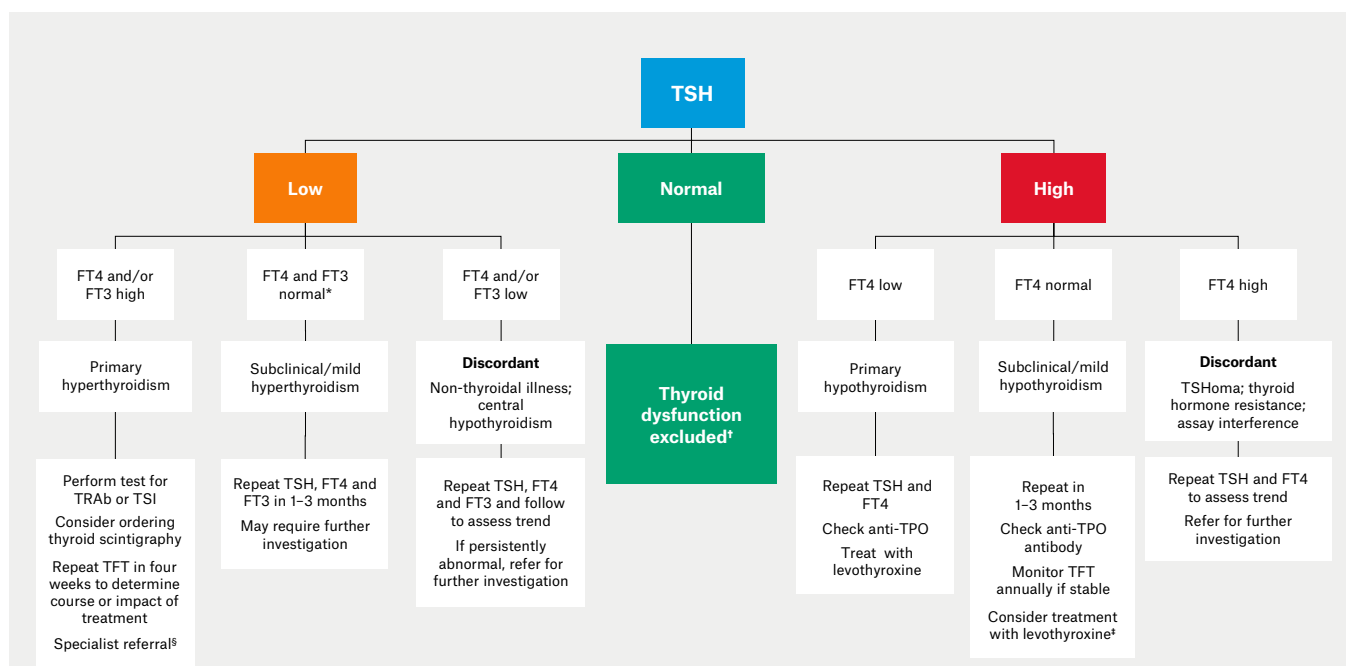 TSH
Low
Normal
High
FT4 and/or
FT3 high
FT4 and FT3
normal*
FT4 and/or
FT3 low
FT4 low
FT4 normal
FT4 high
Primary
hyperthyroidism
Subclinical/mild
hyperthyroidism
Discordant
Non-thyroidal illness;
central
hypothyroidism
Thyroid
dysfunction
excluded†
Primary
hypothyroidism
Subclinical/mild
hypothyroidism
Discordant
TSHoma; thyroid
hormone resistance;
assay interference
Perform test for
TRAb or TSI
Consider ordering
thyroid scintigraphy
Repeat TFT in four
weeks to determine
course or impact of
treatment
Specialist referral§
Repeat TSH, FT4 and
FT3 in 1–3 months
May require further
investigation
Repeat TSH, FT4
and FT3 and follow
to assess trend
If persistently
abnormal, refer for
further investigation
Repeat TSH and
FT4
Check anti-TPO
Treat with
levothyroxine
Repeat in
1–3 months
Check anti-TPO
antibody
Monitor TFT
annually if stable
Consider treatment
with levothyroxine‡
Repeat TSH and FT4
to assess trend
Refer for further
investigation